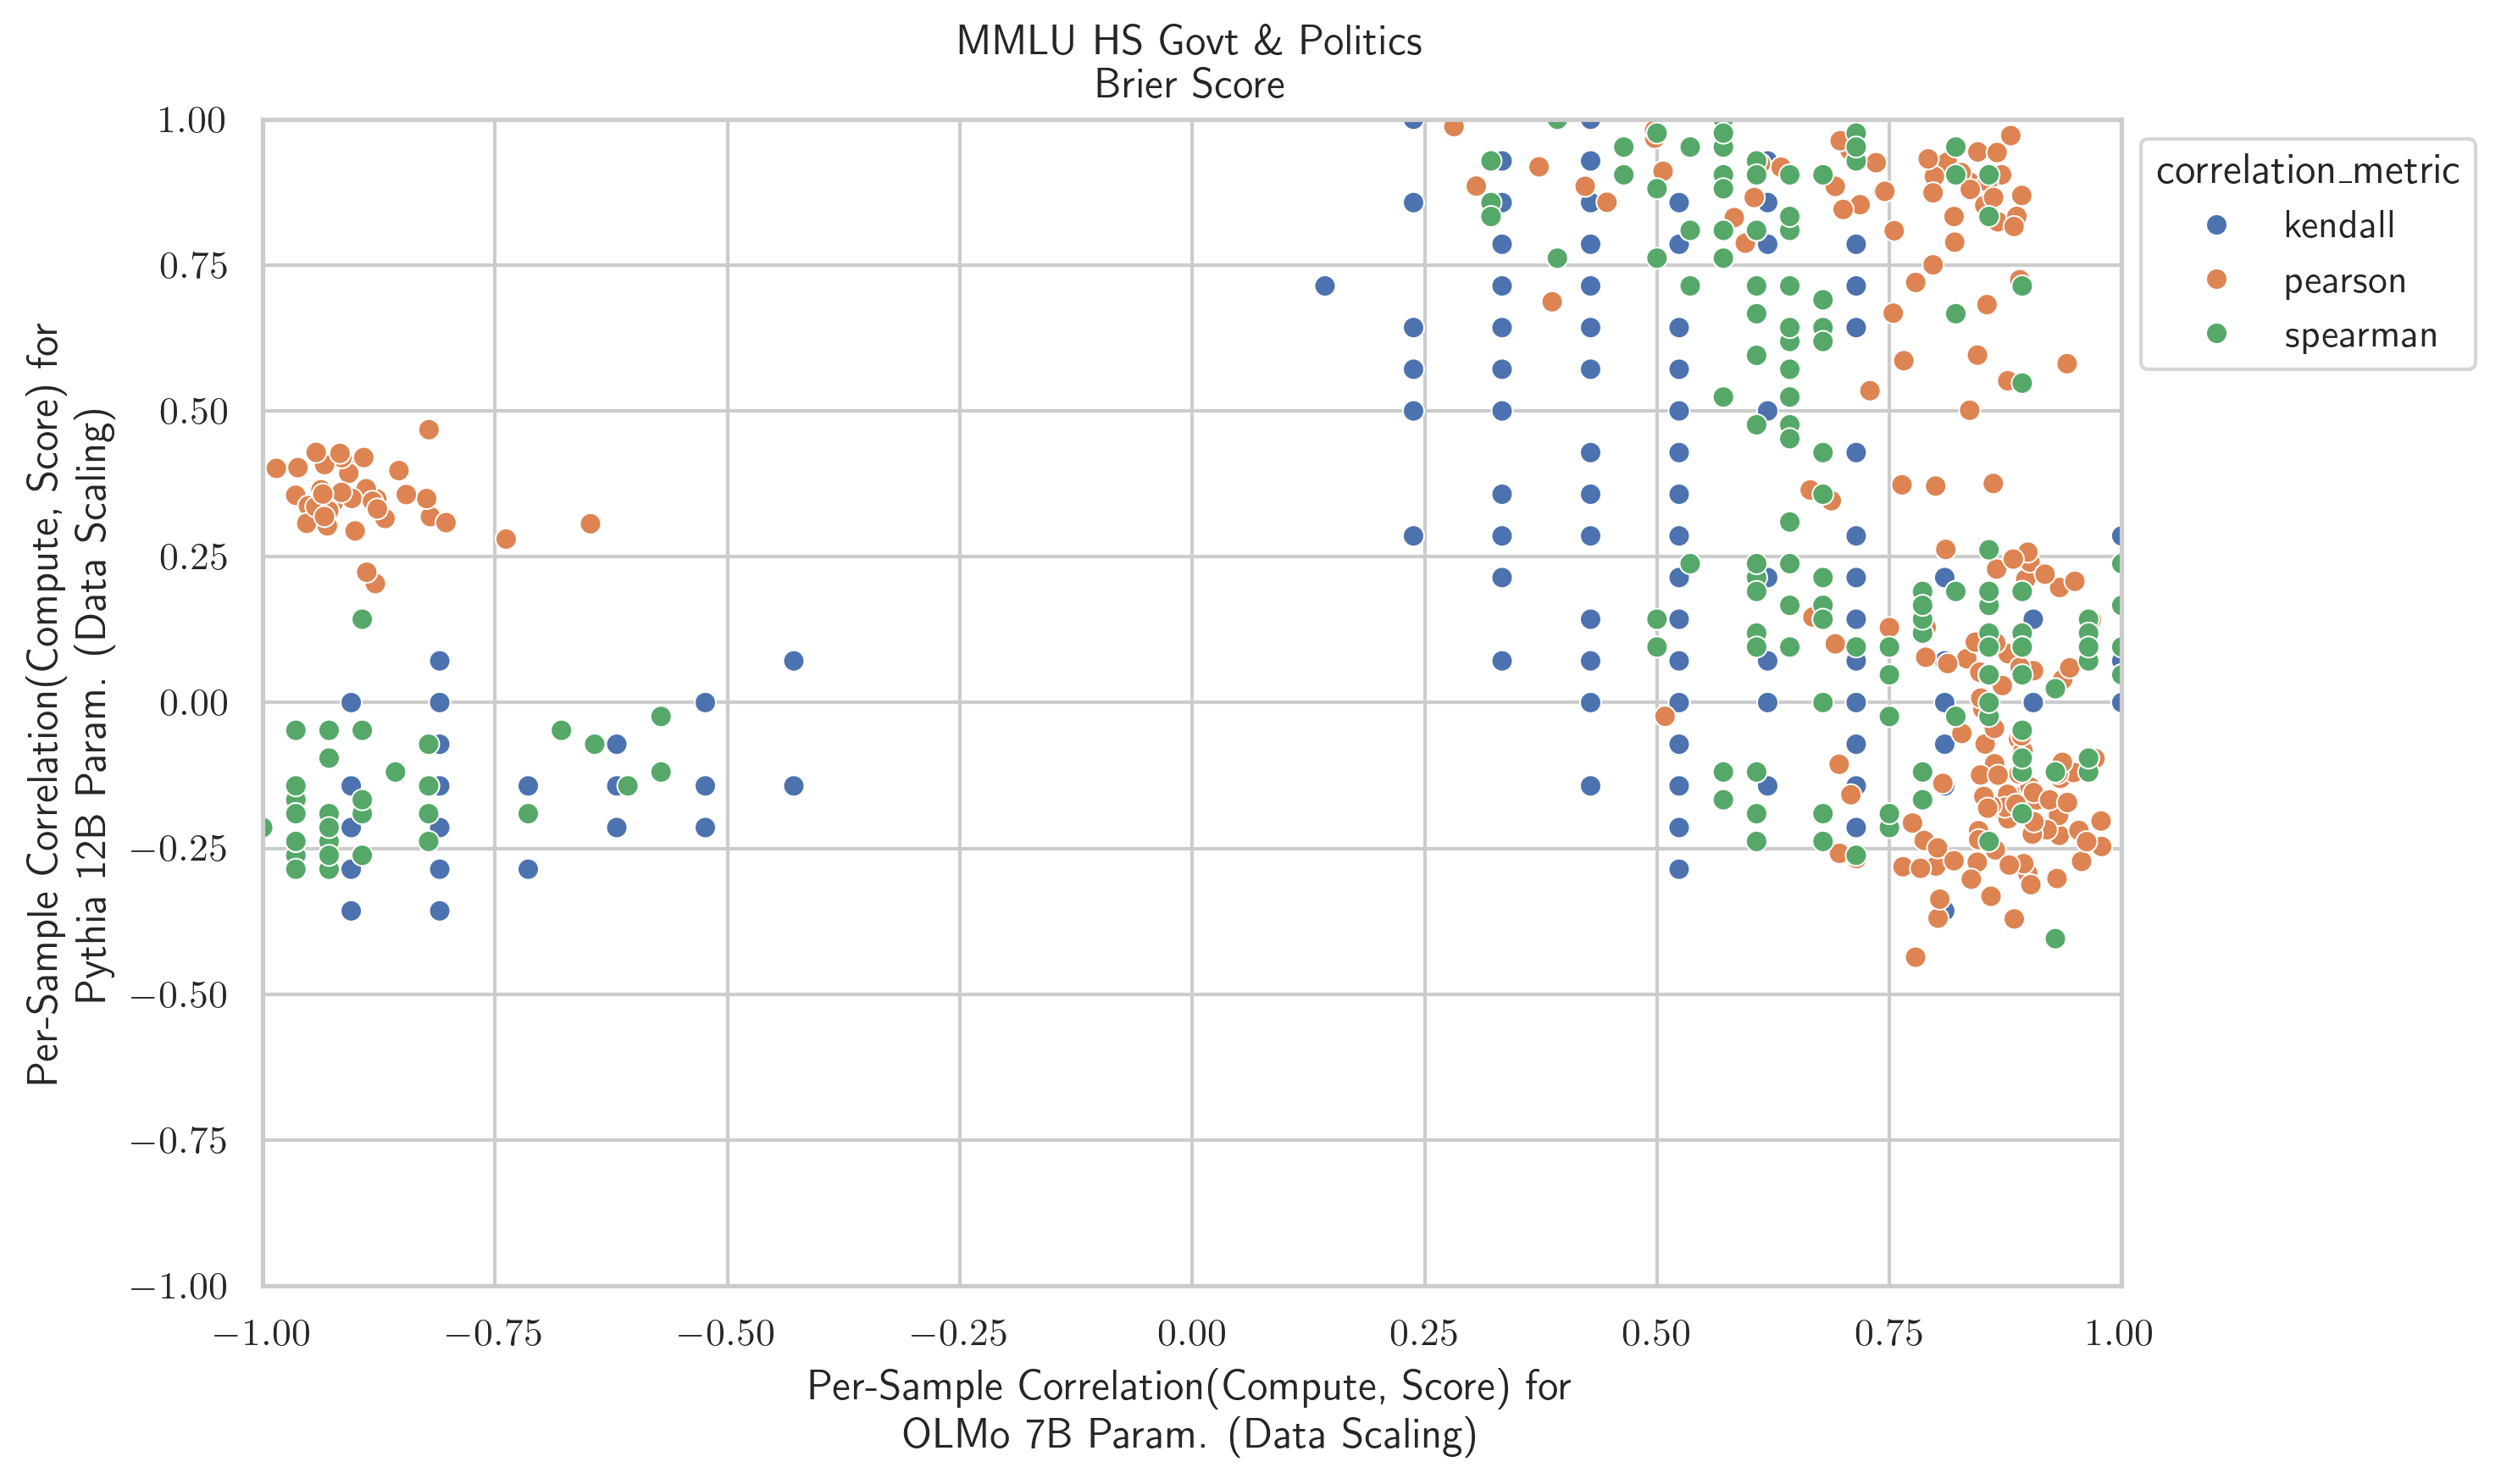 MMLU HS Govt & Politics
Brier Score
Per-Sample Correlation(Compute, Score) for
Pythia 12B Param. (Data Scaling)
1.00
0.75
0.50
0.25
0.00
−0.25
−0.50
−0.75
−1.00
−1.00 −0.75 −0.50 −0.25 0.00 0.25 0.50 0.75 1.00
Per-Sample Correlation(Compute, Score) for
OLMo 7B Param. (Data Scaling)
correlation_metric
kendall
pearson
spearman